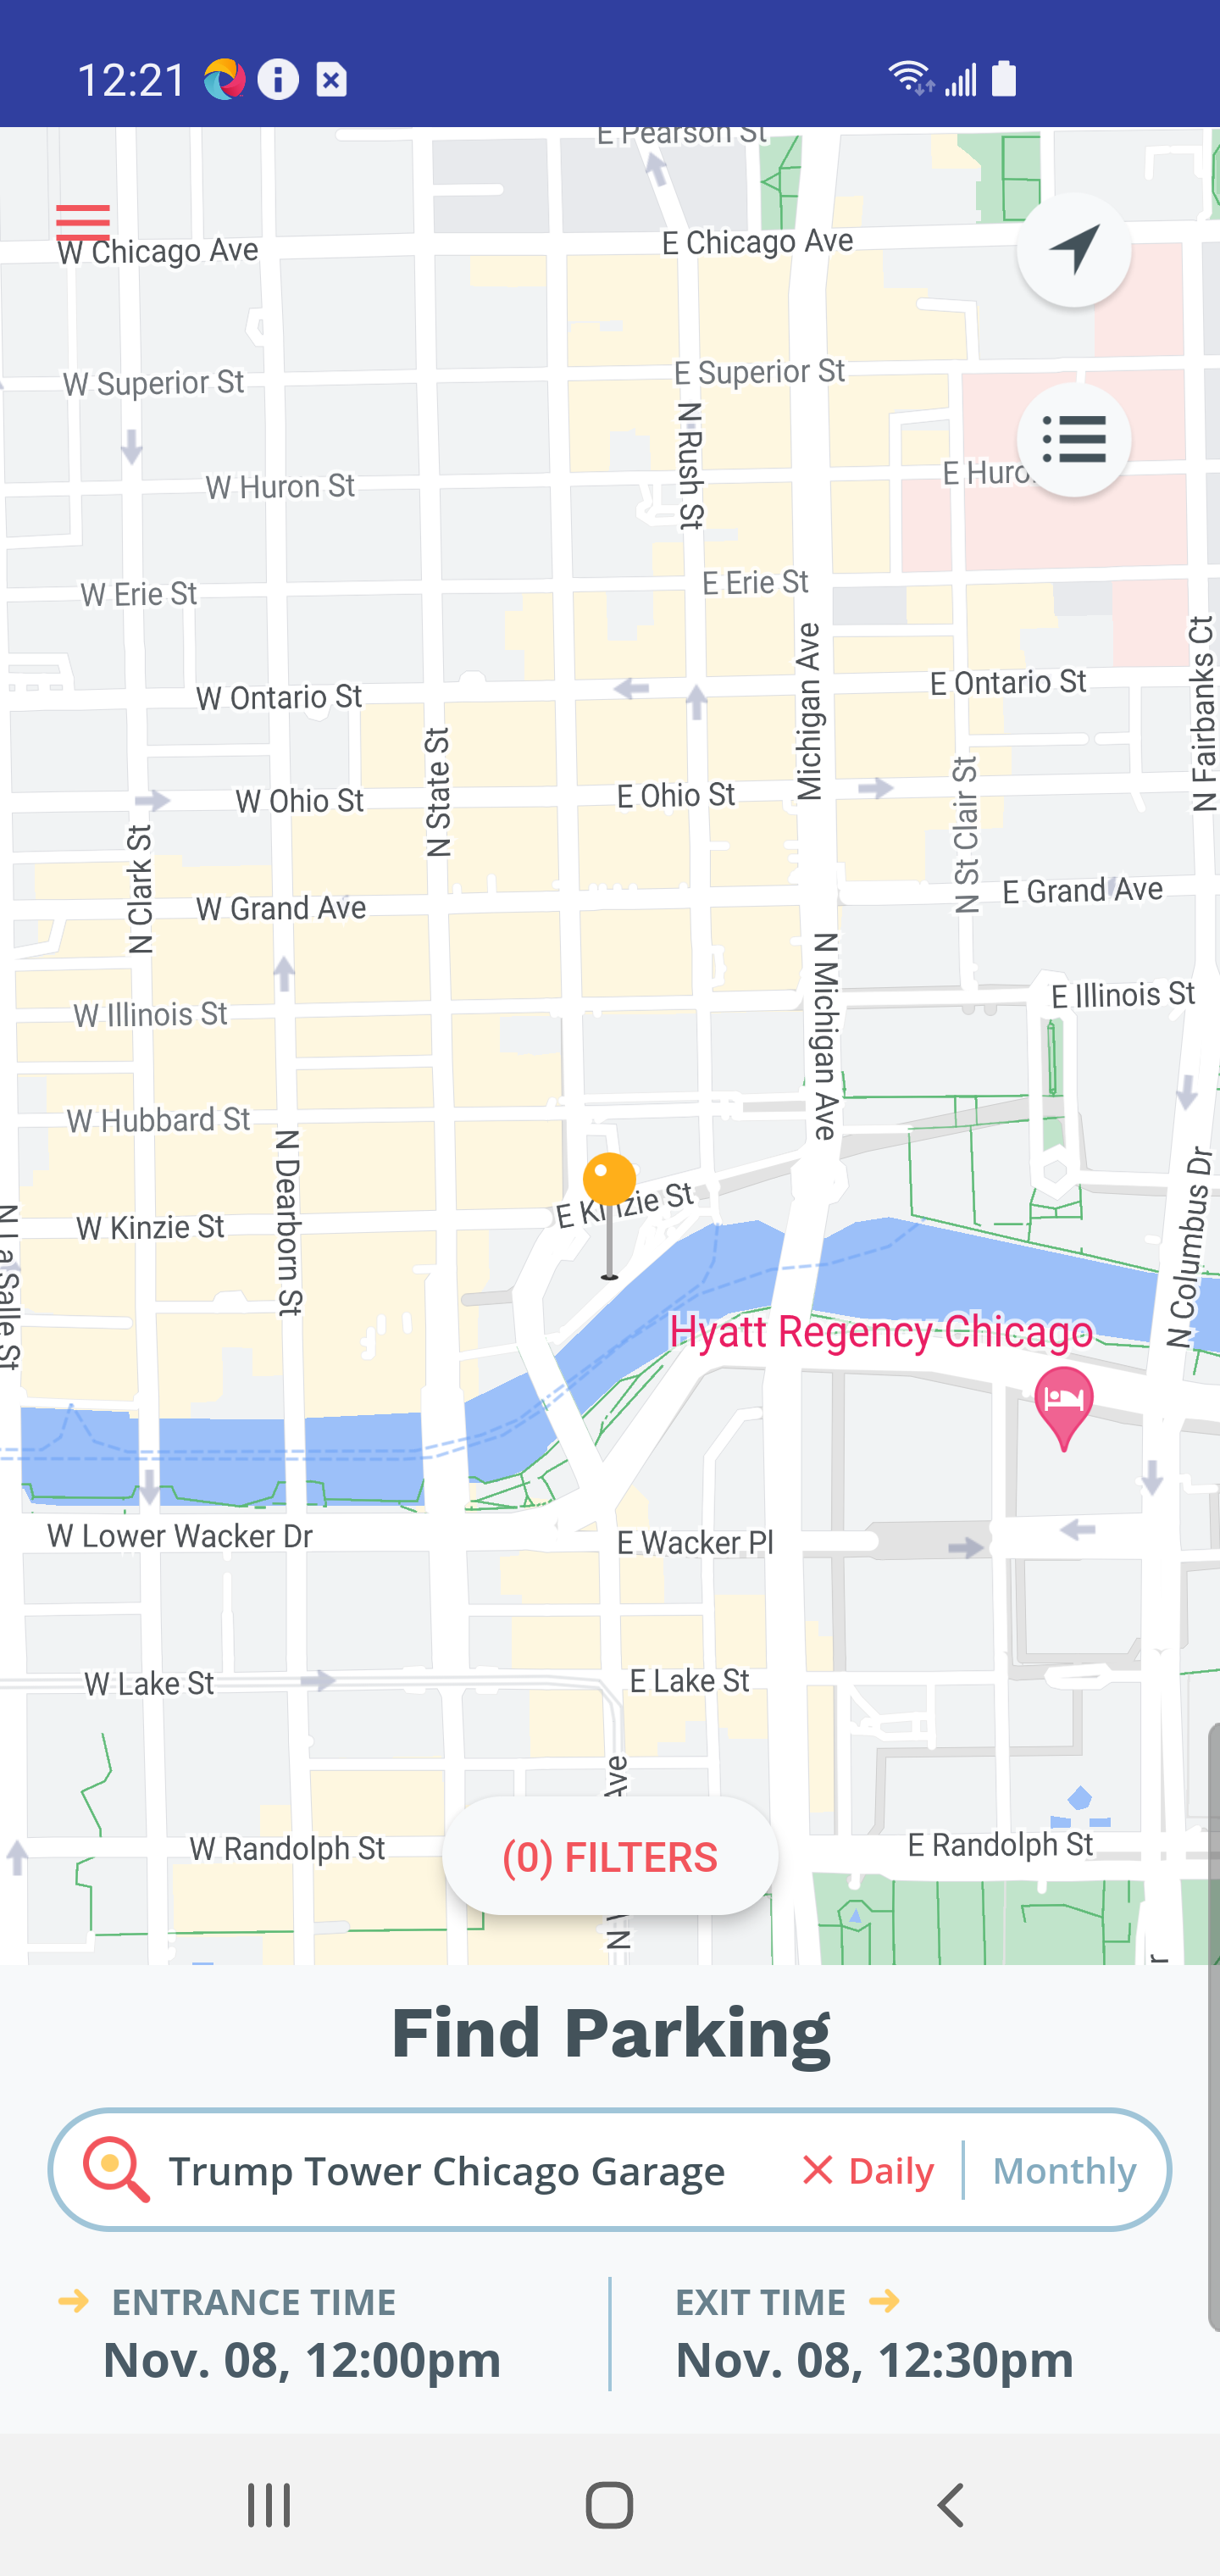 12:21
E Pearson St
W Chicago Ave
E Chicago Ave
W Superior St
E Superior St
N Rush St
W Huron St
W Erie St
E Erie St
Michigan Ave
N Fairbanks Ct
W Ontario St
E Ontario St
N State St
W Ohio St
E Ohio St
N St Clair St
N Clark St
W Grand Ave
E Grand Ave
N Michigan Ave
W Illinois St
E Illinois St
W Hubbard St
N Dearborn St
N Columbus Dr
E Kinzie St
W Kinzie St
N La Salle St
Hyatt Regency Chicago
W Lower Wacker Dr
E Wacker Pl
W Lake St
E Lake St
Ave
W Randolph St
(0) FILTERS
E Randolph St
N
Find Parking
Trump Tower Chicago Garage
Daily
Monthly
ENTRANCE TIME
EXIT TIME
Nov. 08, 12:00pm
Nov. 08, 12:30pm